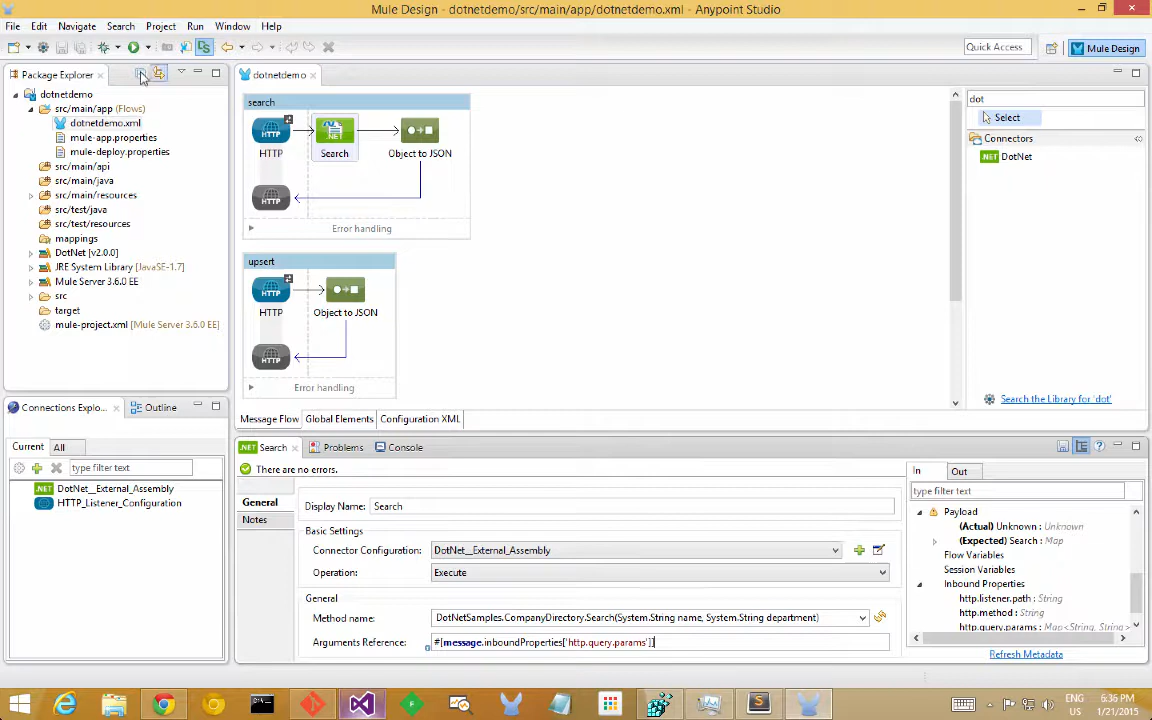 Mule Design - dotnetdemo/src/main/app/dotnetdemo.xml - Anypoint Studio
File Edit Navigate Search Project Run Window Help
Quick Access
Mule Design
Package Explorer
dotnetdemo
src/main/app (Flows)
dotnetdemo.xml
mule-app.properties
mule-deploy.properties
src/main/api
src/main/java
src/main/resources
src/test/java
src/test/resources
mappings
DotNet [v2.0.0]
JRE System Library [JavaSE-1.7]
Mule Server 3.6.0 EE
src
target
mule-project.xml [Mule Server 3.6.0 EE]
Connections Explo...
Outline
Current All
type filter text
DotNet__External_Assembly
HTTP_Listener_Configuration
dotnetdemo
search
HTTP
.NET
HTTP
Search
Object to JSON
HTTP
Error handling
upsert
HTTP
HTTP
Object to JSON
HTTP
Error handling
Message Flow Global Elements Configuration XML
dot
Select
Connectors
.NET DotNet
Search the Library for 'dot'
.NET Search Problems Console
There are no errors.
General
Notes
Display Name: Search
Basic Settings
Connector Configuration: DotNet__External_Assembly
Operation: Execute
General
Method name: DotNetSamples.CompanyDirectory.Search(System.String name, System.String department)
Arguments Reference: #[message.inboundProperties['http.query.params']]
In Out
type filter text
Payload
(Actual) Unknown : Unknown
(Expected) Search : Map
Flow Variables
Session Variables
Inbound Properties
http.listener.path : String
http.method : String
http.query.params : Map<String, String>
Refresh Metadata
ENG
US
6:36 PM
1/21/2015